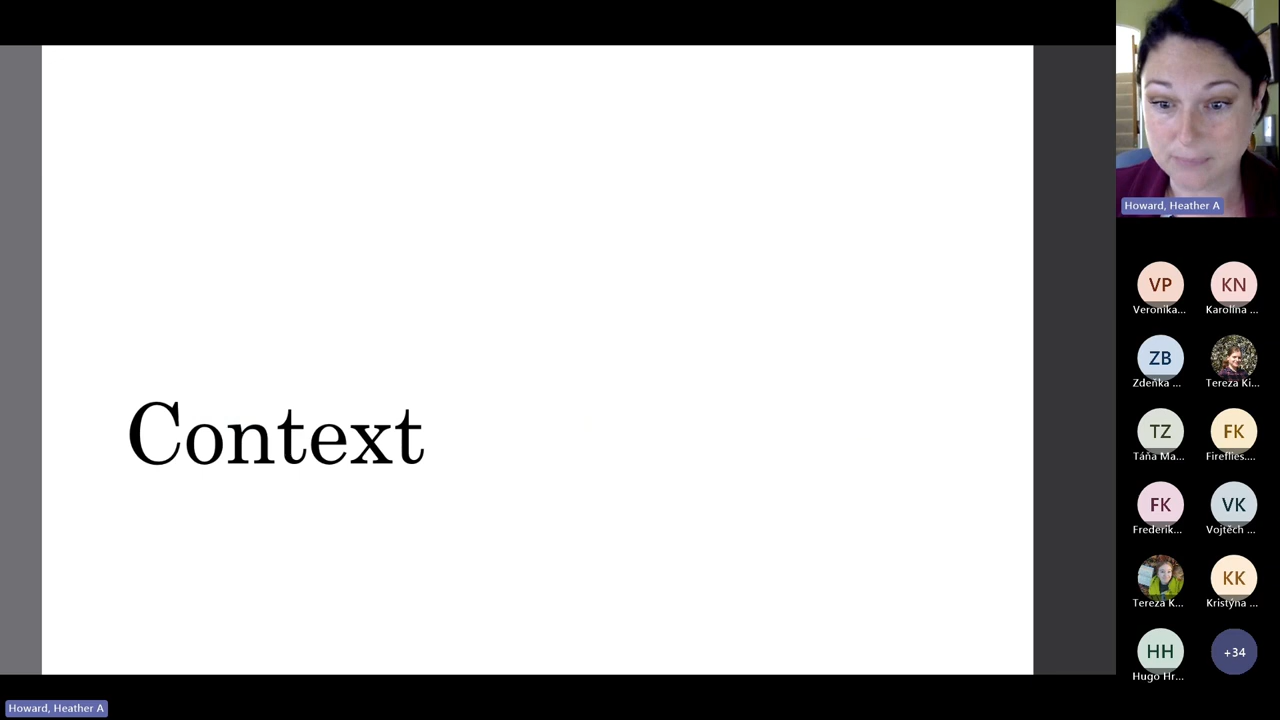 Context
Howard, Heather A
VP
KN
Veronika...
Karolína ...
ZB
Zdeňka ...
Tereza Ki...
TZ
FK
Táňa Ma...
Fireflies....
FK
VK
Frederik...
Vojtěch ...
KK
Tereza K...
Kristýna ...
HH
+34
Hugo Hr...
Howard, Heather A